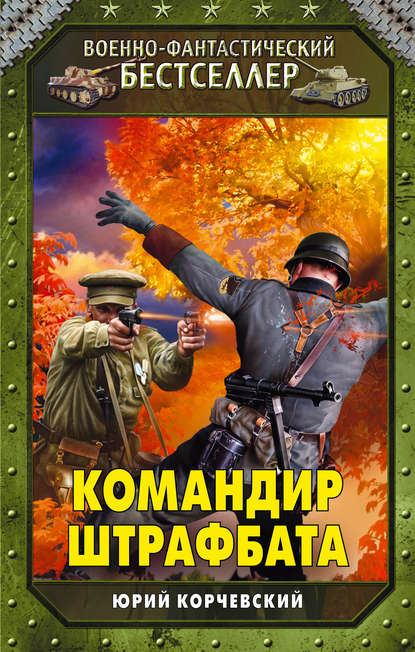 ВОЕННО-ФАНТАСТИЧЕСКИЙ
БЕСТСЕЛЛЕР
КОМАНДИР
ШТРАФБАТА
ЮРИЙ КОРЧЕВСКИЙ